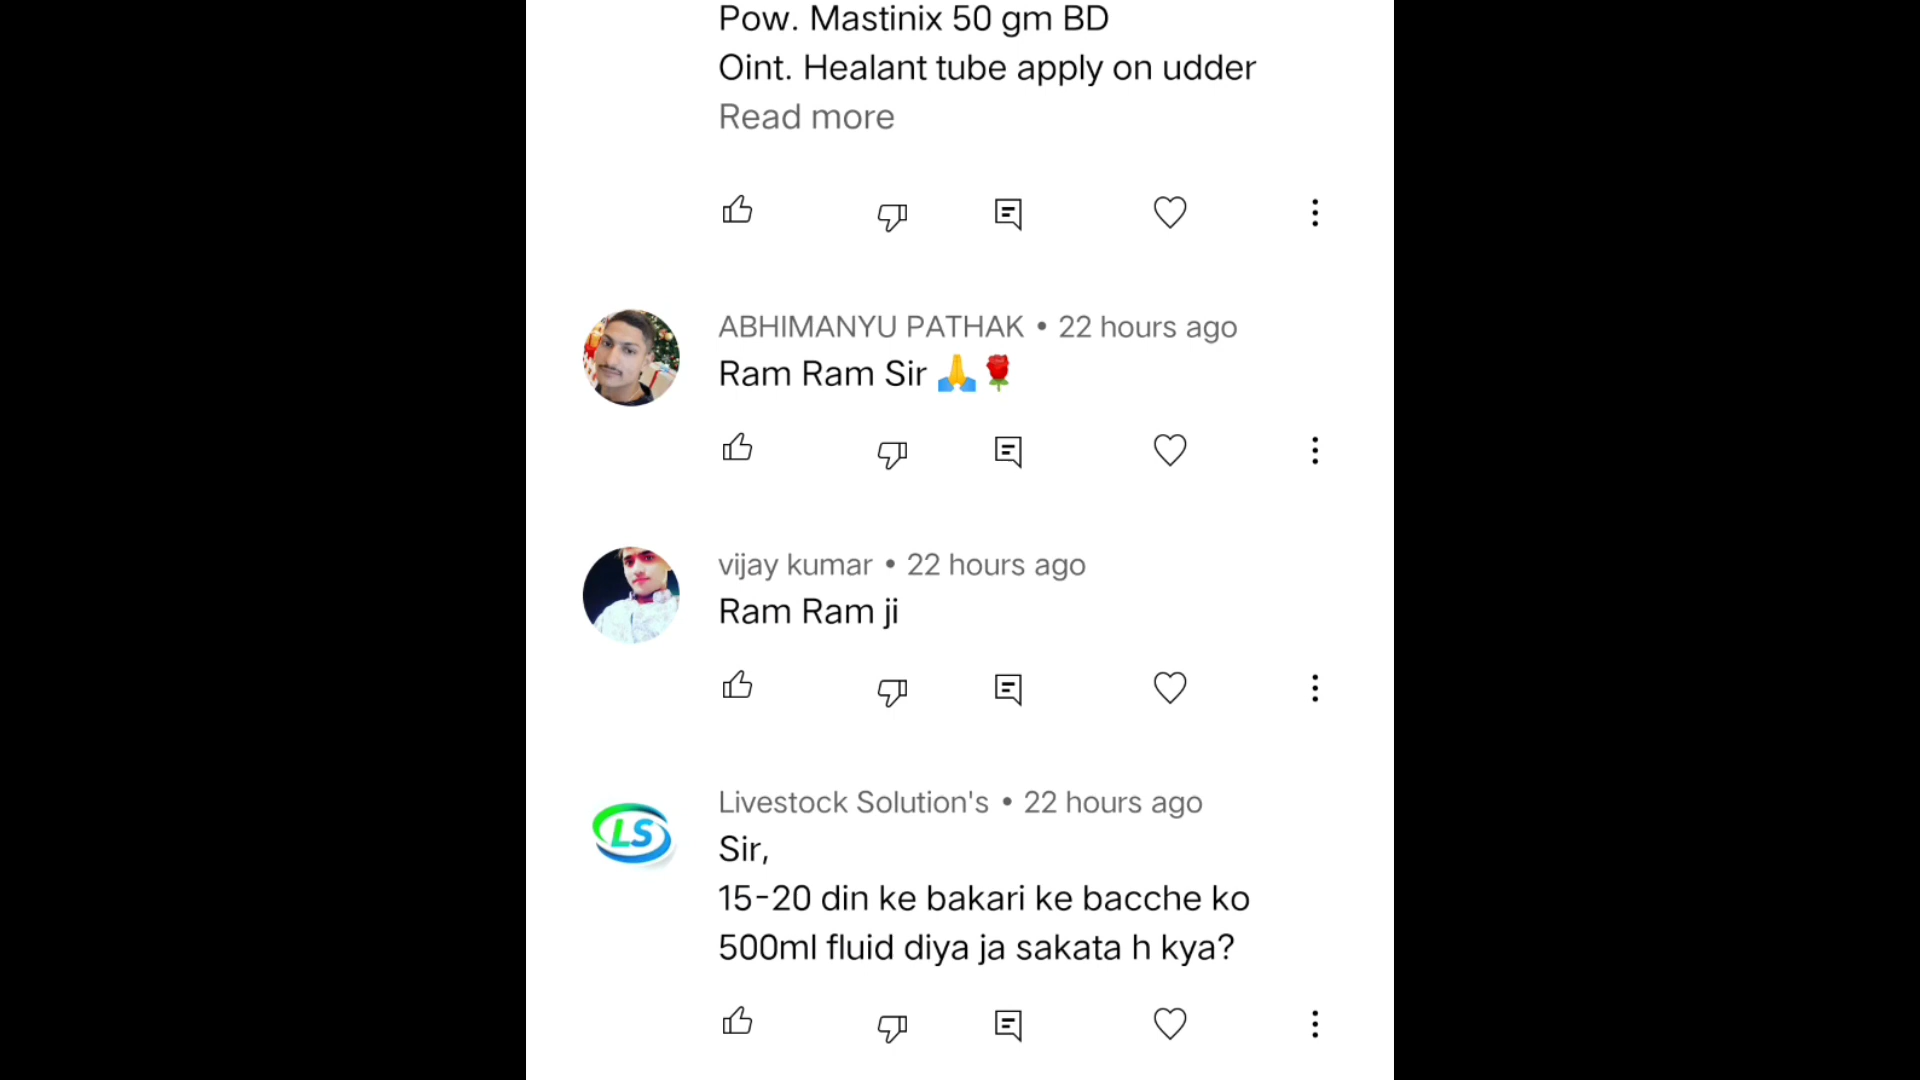 Pow. Mastinix 50 gm BD
Oint. Healant tube apply on udder
Read more
ABHIMANYU PATHAK • 22 hours ago
Ram Ram Sir 🙏🌹
vijay kumar • 22 hours ago
Ram Ram ji
LS
Livestock Solution's • 22 hours ago
Sir,
15-20 din ke bakari ke bacche ko
500ml fluid diya ja sakata h kya?